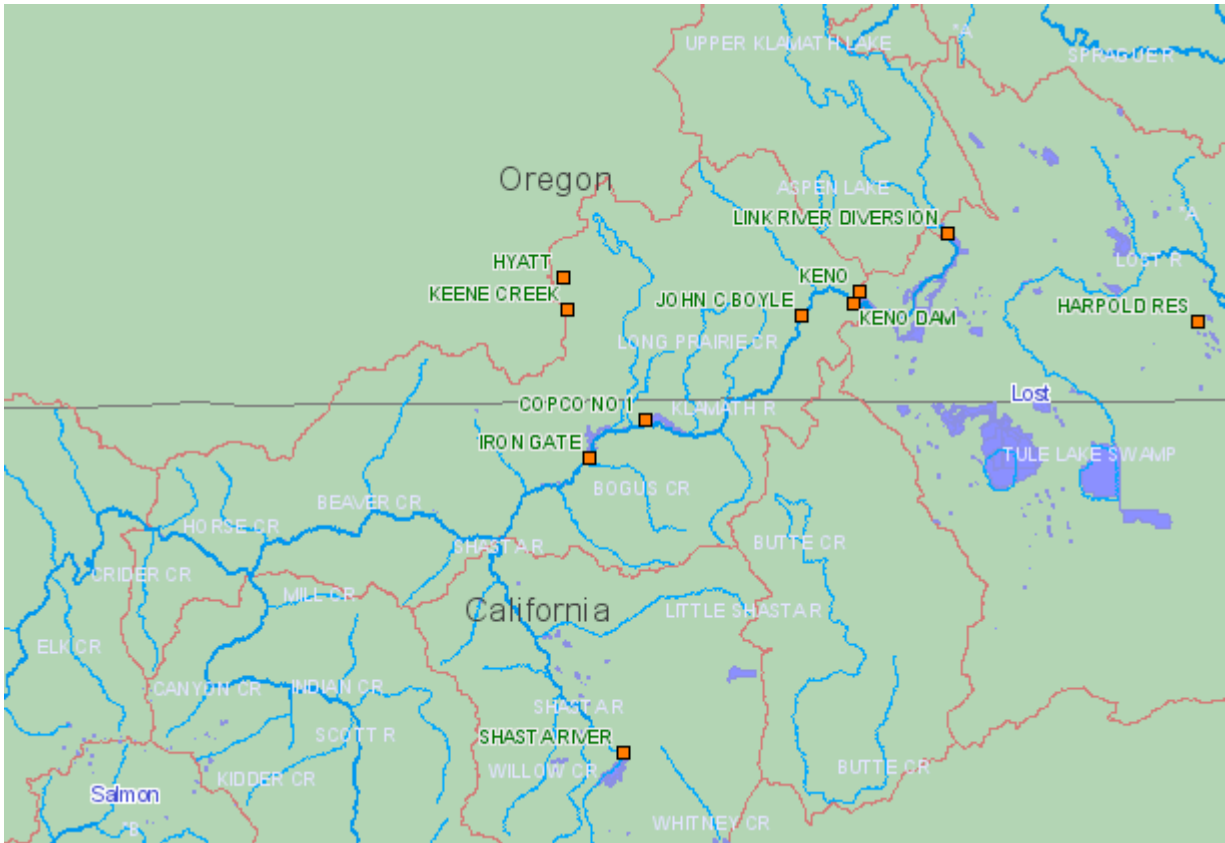 UPPER KLAMATH LAKE
*A
SPRAGUE R
Oregon
ASPEN LAKE
LINK RIVER DIVERSION
*A
HYATT
KEENE CREEK
JOHN C BOYLE
KENO
KENO DAM
LOST R
HARPOLD RES
LONG PRAIRIE CR
Lost
COPCO NO 1
KLAMATH R
IRON GATE
TULE LAKE SWAMP
BOGUS CR
BEAVER CR
HORSE CR
SHASTA R
BUTTE CR
CRIDER CR
MILL CR
California
LITTLE SHASTA R
ELK CR
CANYON CR
INDIAN CR
SHASTA R
SCOTT R
SHASTA RIVER
WILLOW CR
BUTTE CR
KIDDER CR
Salmon
*B
WHITNEY CR